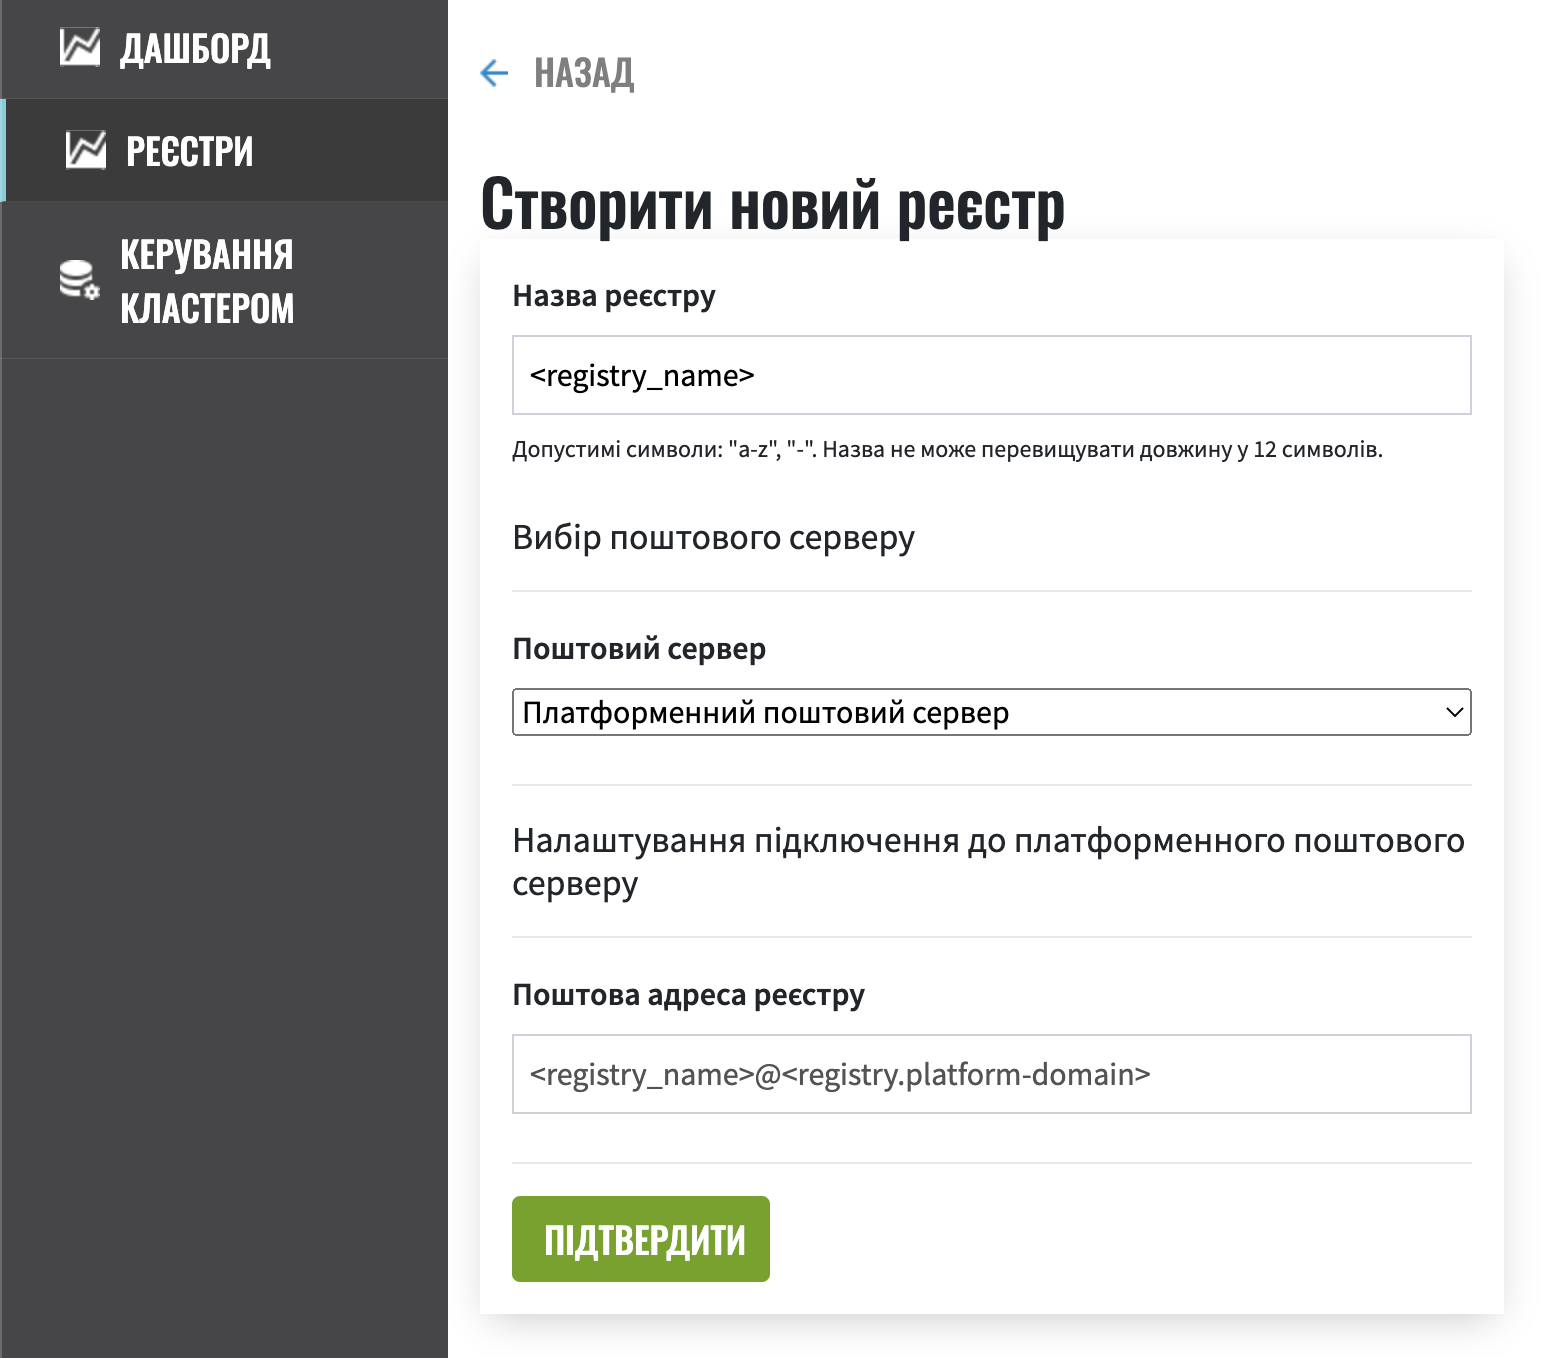 ДАШБОРД
РЕЄСТРИ
КЕРУВАННЯ
КЛАСТЕРОМ
НАЗАД
Створити новий реєстр
Назва реєстру
<registry_name>
Допустимі символи: "a-z", "-". Назва не може перевищувати довжину у 12 символів.
Вибір поштового серверу
Поштовий сервер
Платформенний поштовий сервер
Налаштування підключення до платформенного поштового
серверу
Поштова адреса реєстру
<registry_name>@<registry.platform-domain>
ПІДТВЕРДИТИ